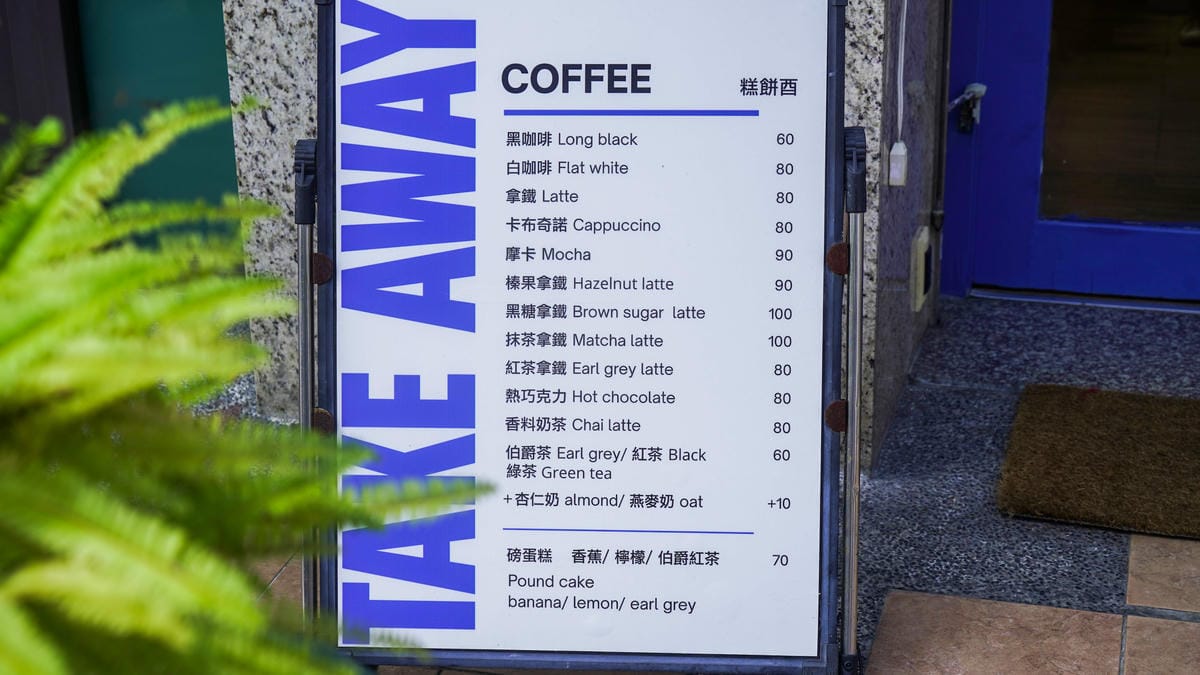 TAKE AWAY
COFFEE 糕餅酉
黑咖啡 Long black 60
白咖啡 Flat white 80
拿鐵 Latte 80
卡布奇諾 Cappuccino 80
摩卡 Mocha 90
榛果拿鐵 Hazelnut latte 90
黑糖拿鐵 Brown sugar latte 100
抹茶拿鐵 Matcha latte 100
紅茶拿鐵 Earl grey latte 80
熱巧克力 Hot chocolate 80
香料奶茶 Chai latte 80
伯爵茶 Earl grey/ 紅茶 Black 60
綠茶 Green tea
+杏仁奶 almond/ 燕麥奶 oat +10
磅蛋糕 香蕉/ 檸檬/ 伯爵紅茶 70
Pound cake
banana/ lemon/ earl grey